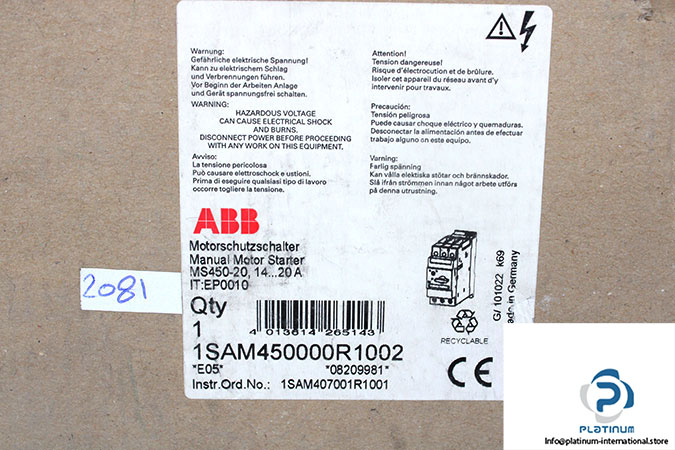 Warnung:
Gefährliche elektrische Spannung!
Kann zu elektrischem Schlag
und Verbrennungen führen.
Vor Beginn der Arbeiten Anlage
und Gerät spannungsfrei schalten.
WARNING:
HAZARDOUS VOLTAGE
CAN CAUSE ELECTRICAL SHOCK
AND BURNS.
DISCONNECT POWER BEFORE PROCEEDING
WITH ANY WORK ON THIS EQUIPMENT.
Avviso:
La tensione pericolosa
Può causare elettroschock e ustioni.
Prima di eseguire qualsiasi tipo di lavoro
occorre togliere la tensione.
Attention!
Tension dangereuse!
Risque d'électrocution et de brûlure.
Isoler cet appareil du réseau avant d'y
intervenir pour travaux.
Precaución:
Tensión peligrosa
Puede causar choque eléctrico y quemaduras.
Desconectar la alimentación antes de efectuar
trabajo alguno en este equipo.
Varning:
Farlig spänning
Kan vålla elektiska stötar och brännskador.
Slå ifrån strömmen innan något arbete utförs
på denna utrustning.
ABB
Motorschutzschalter
Manual Motor Starter
MS450-20, 14...20 A
IT:EP0010
Qty
1
4 013614 265143
1SAM450000R1002
*E05* *08209981*
Instr.Ord.No.: 1SAM407001R1001
RECYCLABLE
CE
G/ 101022 k69
Made in Germany
2081
PLATINUM
info@platinum-international.store